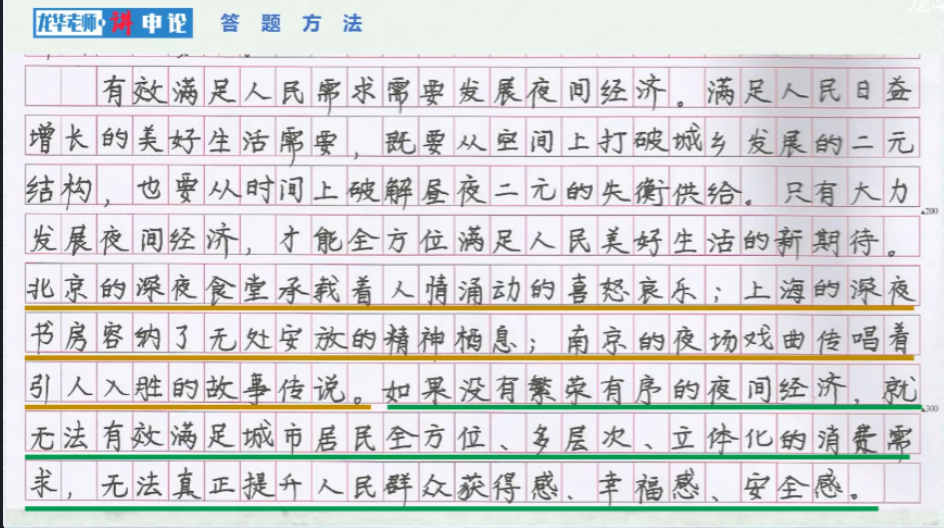 龙华老师·讲申论 答题方法
有效满足人民需求需要发展夜间经济。满足人民日益
增长的美好生活需要，既要从空间上打破城乡发展的二元
结构，也要从时间上破解昼夜二元的失衡供给。只有大力
200
发展夜间经济，才能全方位满足人民美好生活的新期待。
北京的深夜食堂承载着人情涌动的喜怒哀乐；上海的深夜
书房容纳了无处安放的精神栖息；南京的夜场戏曲传唱着
引人入胜的故事传说。如果没有繁荣有序的夜间经济，就
300
无法有效满足城市居民全方位、多层次、立体化的消费需
求，无法真正提升人民群众获得感、幸福感、安全感。